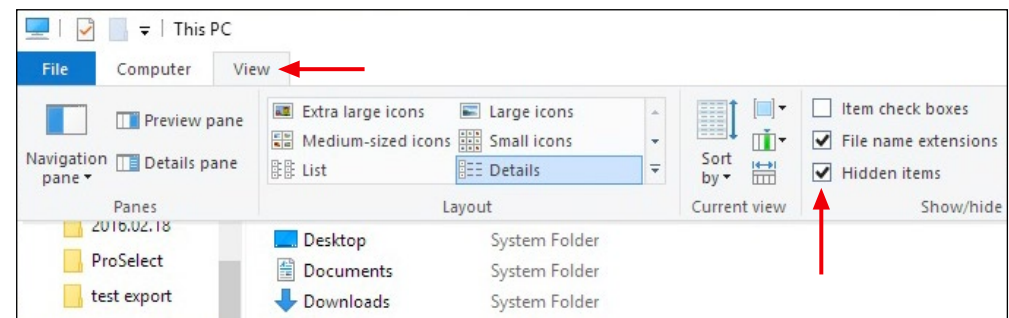 This PC
File Computer View
Navigation pane
Preview pane
Details pane
Panes
Extra large icons Large icons
Medium-sized icons Small icons
List Details
Layout
Sort by
Current view
Item check boxes
File name extensions
Hidden items
Show/hide
2016.02.18
ProSelect
test export
Desktop System Folder
Documents System Folder
Downloads System Folder